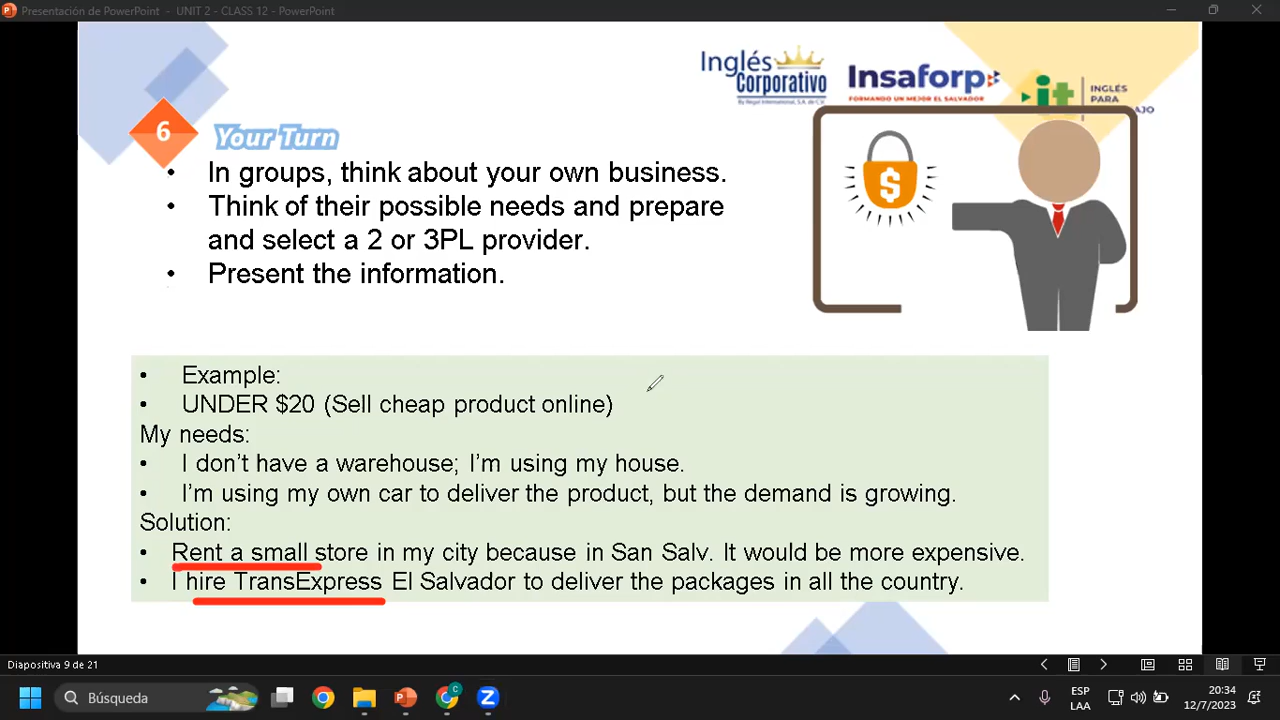 Presentación de PowerPoint - UNIT 2 - CLASS 12 - PowerPoint
Inglés
Corporativo
By Regal International, S.A. de C.V.
Insaforp
FORMANDO UN MEJOR EL SALVADOR
it
INGLÉS
PARA
6
Your Turn
• In groups, think about your own business.
• Think of their possible needs and prepare
and select a 2 or 3PL provider.
• Present the information.
$
• Example:
• UNDER $20 (Sell cheap product online)
My needs:
• I don't have a warehouse; I'm using my house.
• I'm using my own car to deliver the product, but the demand is growing.
Solution:
• Rent a small store in my city because in San Salv. It would be more expensive.
• I hire TransExpress El Salvador to deliver the packages in all the country.
Diapositiva 9 de 21
Búsqueda
ESP
LAA
20:34
12/7/2023